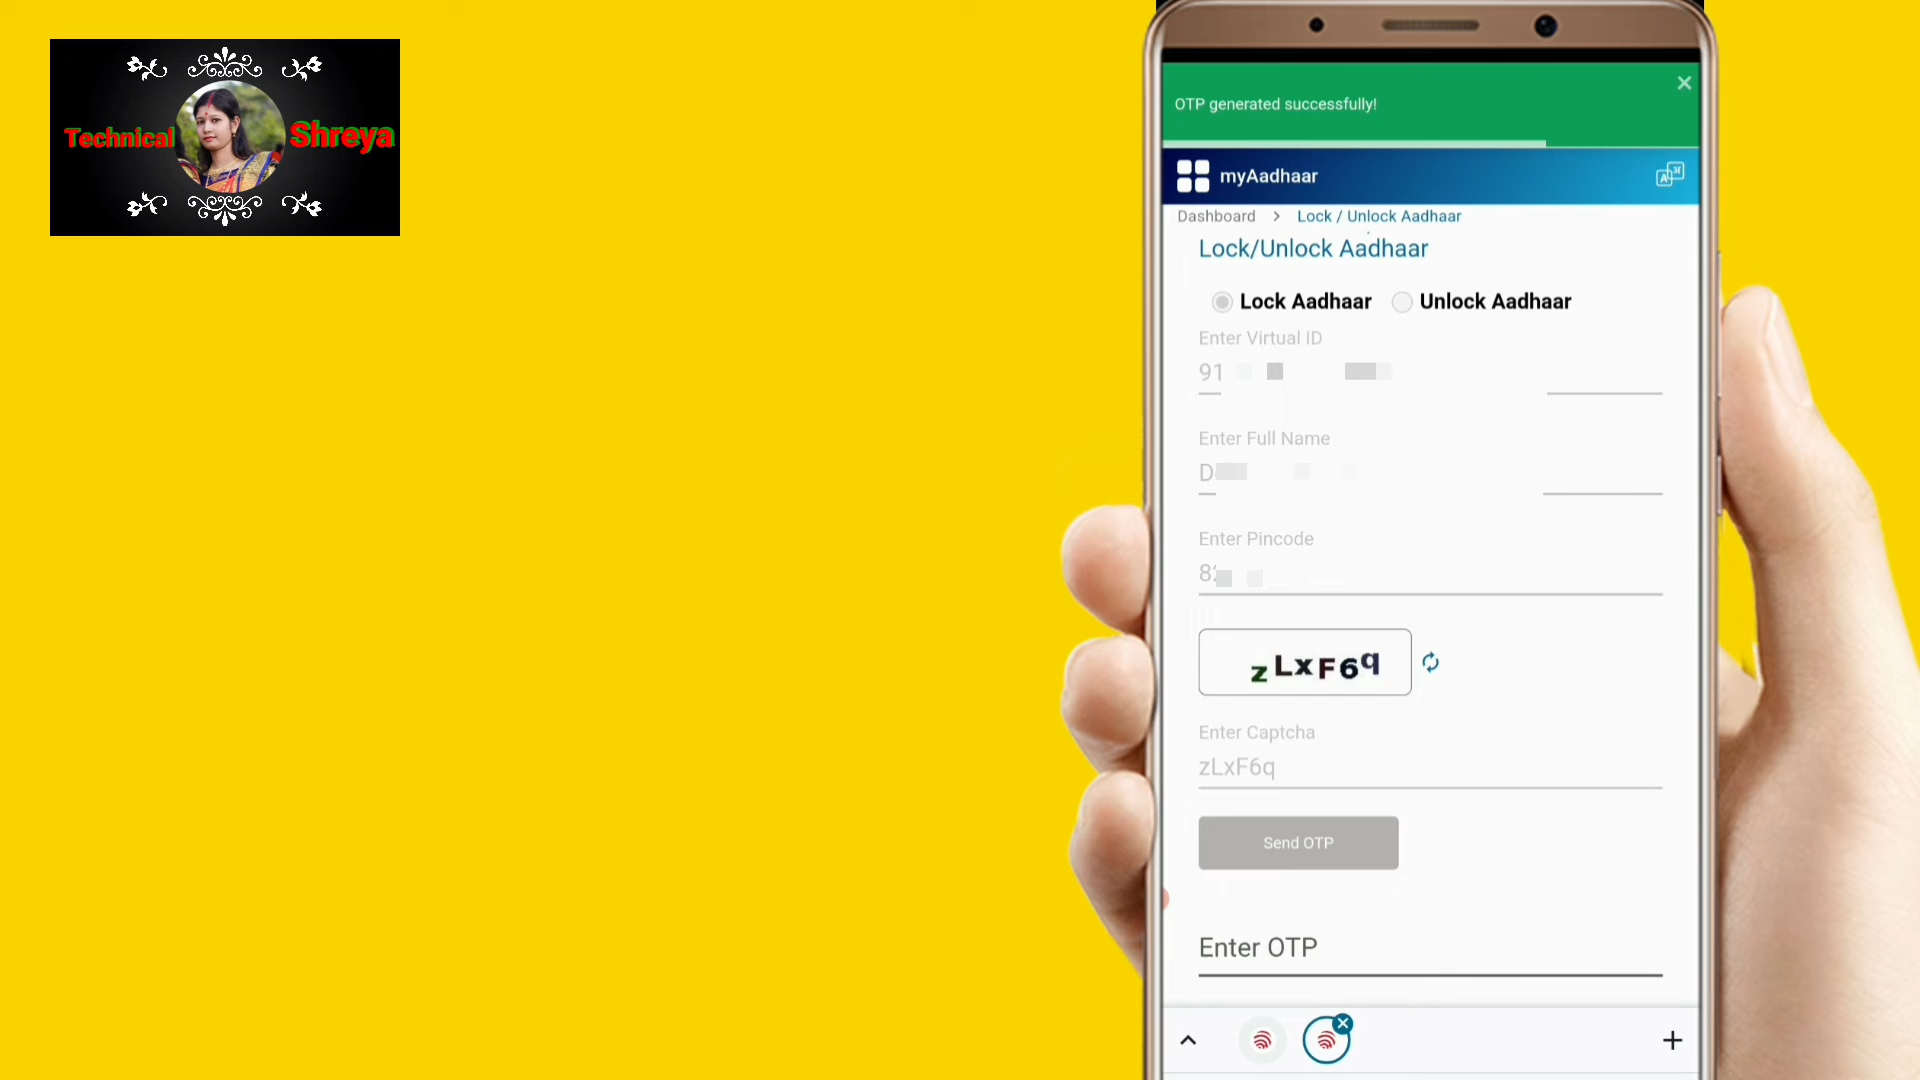 Technical Shreya
OTP generated successfully!
myAadhaar
Dashboard > Lock / Unlock Aadhaar
Lock/Unlock Aadhaar
Lock Aadhaar Unlock Aadhaar
Enter Virtual ID
91
Enter Full Name
D
Enter Pincode
82
zLxF6q
Enter Captcha
zLxF6q
Send OTP
Enter OTP